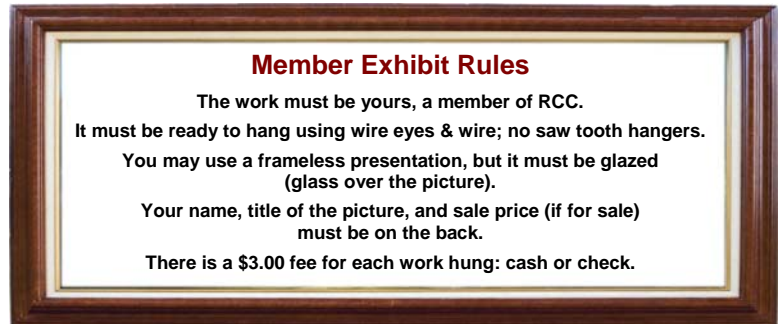 Member Exhibit Rules
The work must be yours, a member of RCC.
It must be ready to hang using wire eyes & wire; no saw tooth hangers.
You may use a frameless presentation, but it must be glazed
(glass over the picture).
Your name, title of the picture, and sale price (if for sale)
must be on the back.
There is a $3.00 fee for each work hung: cash or check.